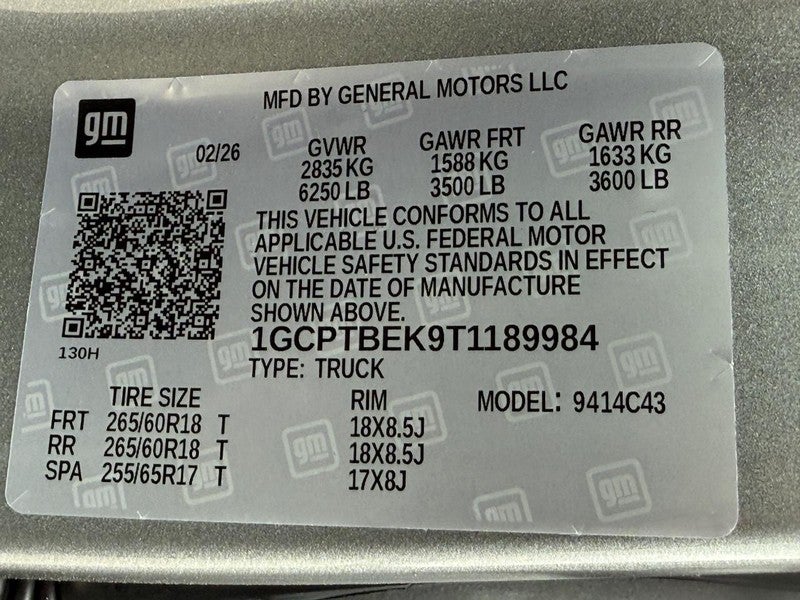 MFD BY GENERAL MOTORS LLC
gm
02/26
GVWR GAWR FRT GAWR RR
2835 KG 1588 KG 1633 KG
6250 LB 3500 LB 3600 LB
THIS VEHICLE CONFORMS TO ALL
APPLICABLE U.S. FEDERAL MOTOR
VEHICLE SAFETY STANDARDS IN EFFECT
ON THE DATE OF MANUFACTURE
SHOWN ABOVE.
130H
1GCPTBEK9T1189984
TYPE: TRUCK
TIRE SIZE RIM MODEL: 9414C43
FRT 265/60R18 T 18X8.5J
RR 265/60R18 T 18X8.5J
SPA 255/65R17 T 17X8J